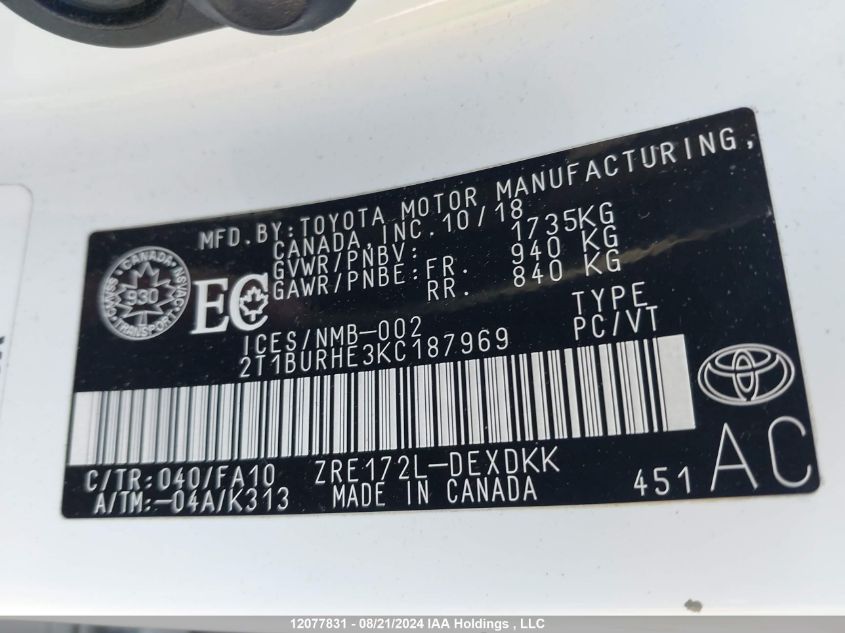 MFD.BY:TOYOTA MOTOR MANUFACTURING,
CANADA,INC. 10/18
GVWR/PNBV: 1735KG
GAWR/PNBE:FR. 940 KG
RR. 840 KG
CANADA
930
TRANSPORT
EC
ICES/NMB-002
TYPE
2T1BURHE3KC187969
PC/VT
C/TR:040/FA10
ZRE172L-DEXDKK
A/TM:-04A/K313
MADE IN CANADA
451
AC
12077831 - 08/21/2024 IAA Holdings , LLC